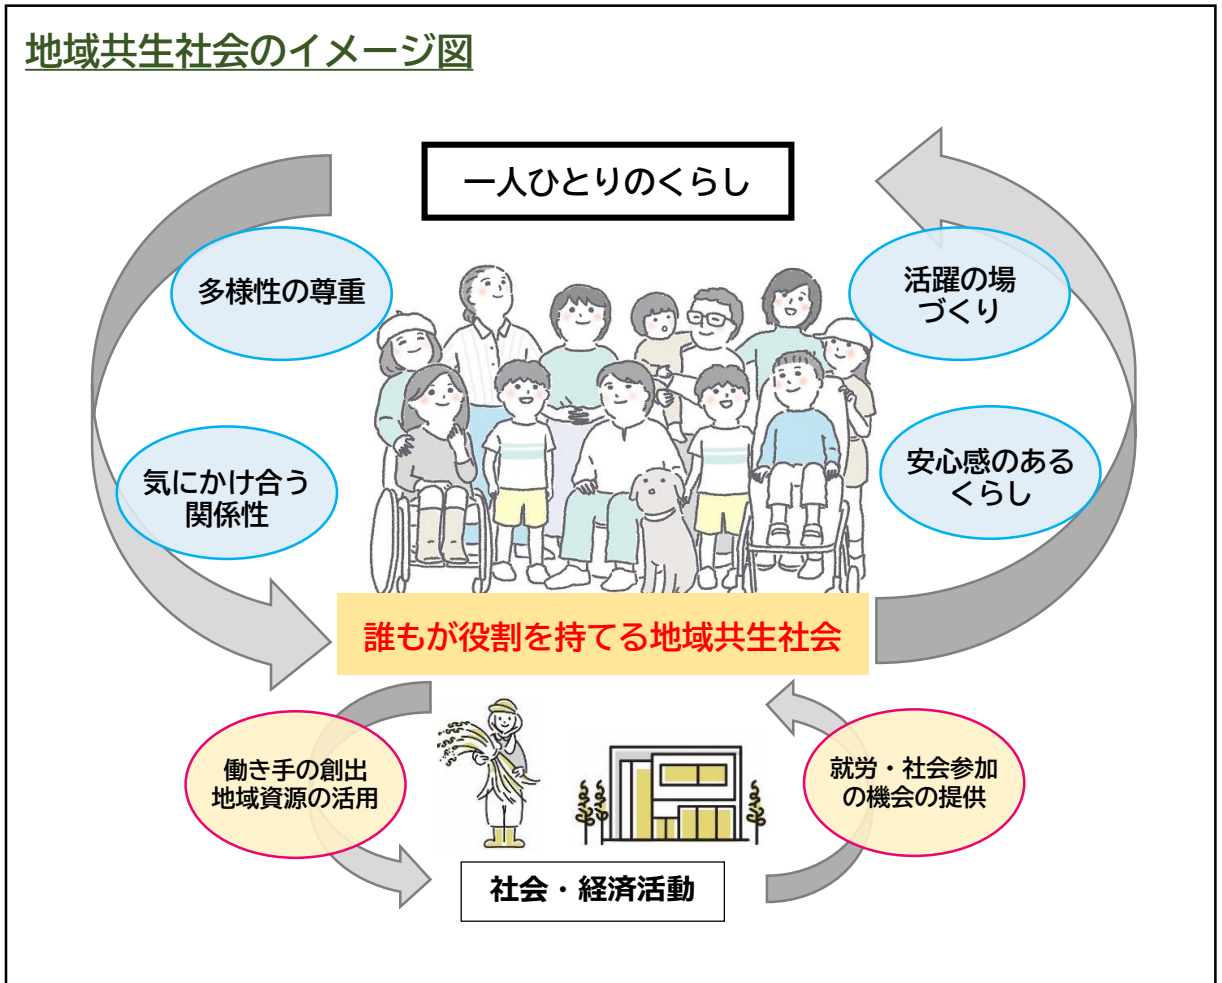 地域共生社会のイメージ図
一人ひとりのくらし
多様性の尊重
活躍の場
づくり
気にかけ合う
関係性
安心感のある
くらし
誰もが役割を持てる地域共生社会
働き手の創出
地域資源の活用
就労・社会参加
の機会の提供
社会・経済活動